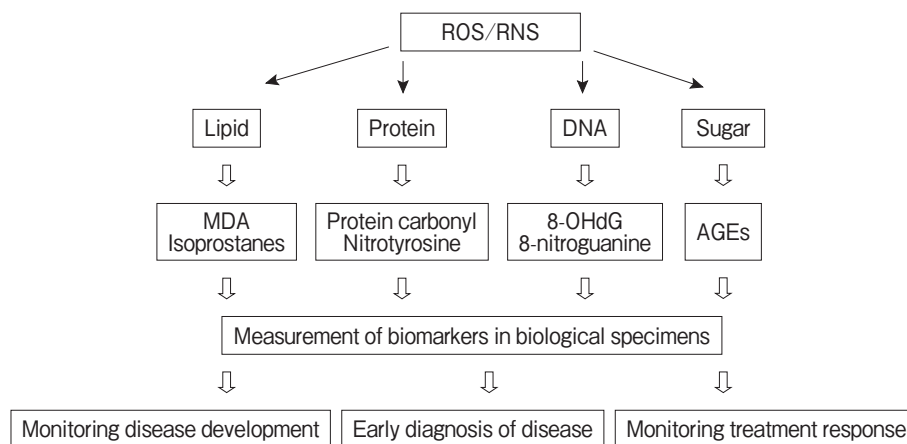 ROS/RNS
Lipid
Protein
DNA
Sugar
MDA
Isoprostanes
Protein carbonyl
Nitrotyrosine
8-OHdG
8-nitroguanine
AGEs
Measurement of biomarkers in biological specimens
Monitoring disease development
Early diagnosis of disease
Monitoring treatment response